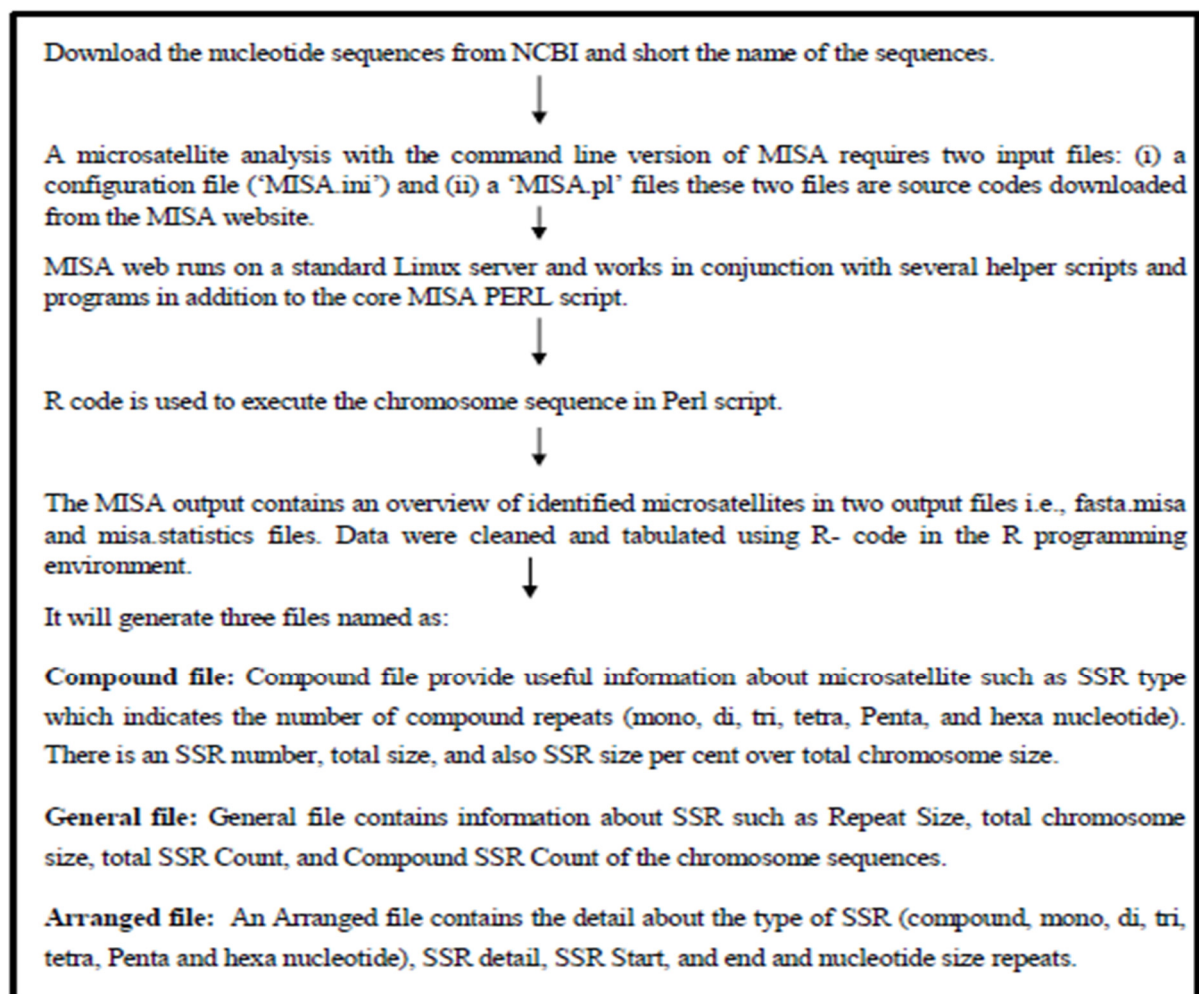 Download the nucleotide sequences from NCBI and short the name of the sequences.
A microsatellite analysis with the command line version of MISA requires two input files: (i) a
configuration file (‘MISA.ini’) and (ii) a ‘MISA.pl’ files these two files are source codes downloaded
from the MISA website.
MISA web runs on a standard Linux server and works in conjunction with several helper scripts and
programs in addition to the core MISA PERL script.
R code is used to execute the chromosome sequence in Perl script.
The MISA output contains an overview of identified microsatellites in two output files i.e., fasta.misa
and misa.statistics files. Data were cleaned and tabulated using R- code in the R programming
environment.
It will generate three files named as:
Compound file: Compound file provide useful information about microsatellite such as SSR type
which indicates the number of compound repeats (mono, di, tri, tetra, Penta, and hexa nucleotide).
There is an SSR number, total size, and also SSR size per cent over total chromosome size.
General file: General file contains information about SSR such as Repeat Size, total chromosome
size, total SSR Count, and Compound SSR Count of the chromosome sequences.
Arranged file: An Arranged file contains the detail about the type of SSR (compound, mono, di, tri,
tetra, Penta and hexa nucleotide), SSR detail, SSR Start, and end and nucleotide size repeats.